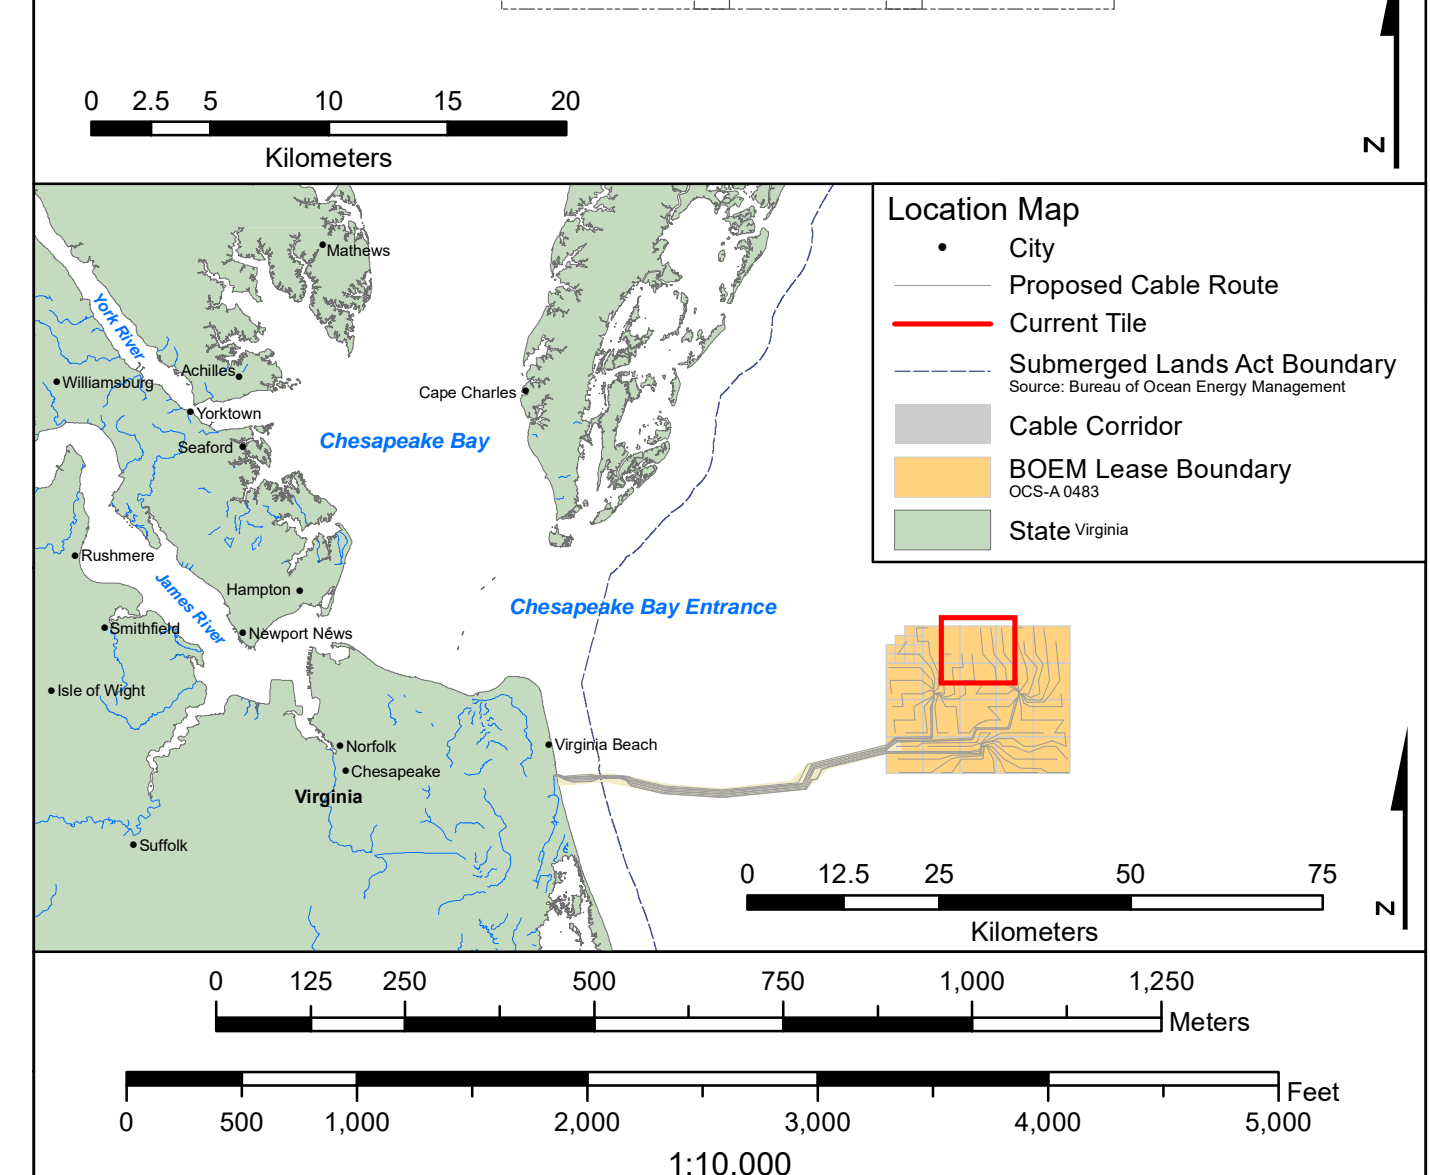 0 2.5 5 10 15 20
Kilometers
N
Location Map
City
Proposed Cable Route
Current Tile
Submerged Lands Act Boundary
Source: Bureau of Ocean Energy Management
Cable Corridor
BOEM Lease Boundary
OCS-A 0483
State Virginia
Mathews
York River
Achilles
Williamsburg
Cape Charles
Yorktown
Chesapeake Bay
Seaford
Rushmere
James River
Hampton
Chesapeake Bay Entrance
Smithfield
Newport News
Isle of Wight
Norfolk
Virginia Beach
Chesapeake
Virginia
Suffolk
0 12.5 25 50 75
Kilometers
N
0 125 250 500 750 1,000 1,250
Meters
Feet
0 500 1,000 2,000 3,000 4,000 5,000
1:10,000